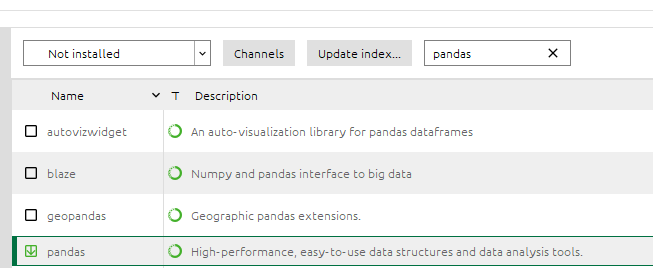 Not installed Channels Update index... pandas
Name T Description
autovizwidget An auto-visualization library for pandas dataframes
blaze Numpy and pandas interface to big data
geopandas Geographic pandas extensions.
pandas High-performance, easy-to-use data structures and data analysis tools.